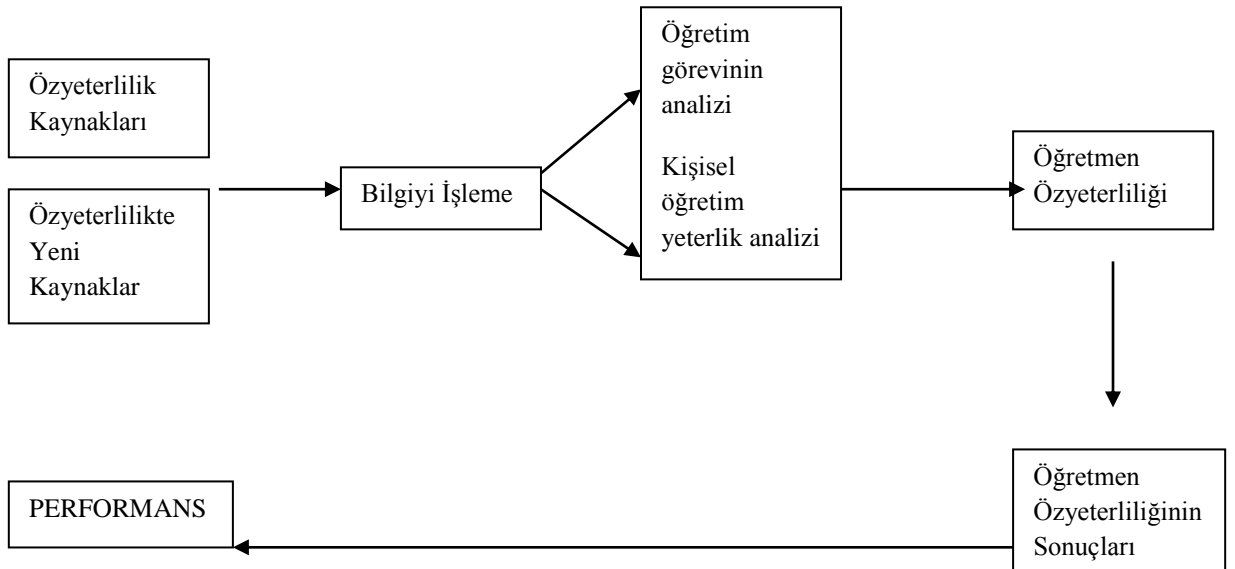 Özyeterlilik
Kaynakları
Özyeterlilikte
Yeni
Kaynaklar
Bilgiyi İşleme
Öğretim
görevinin
analizi
Kişisel
öğretim
yeterlik analizi
Öğretmen
Özyeterliliği
Öğretmen
Özyeterliliğinin
Sonuçları
PERFORMANS